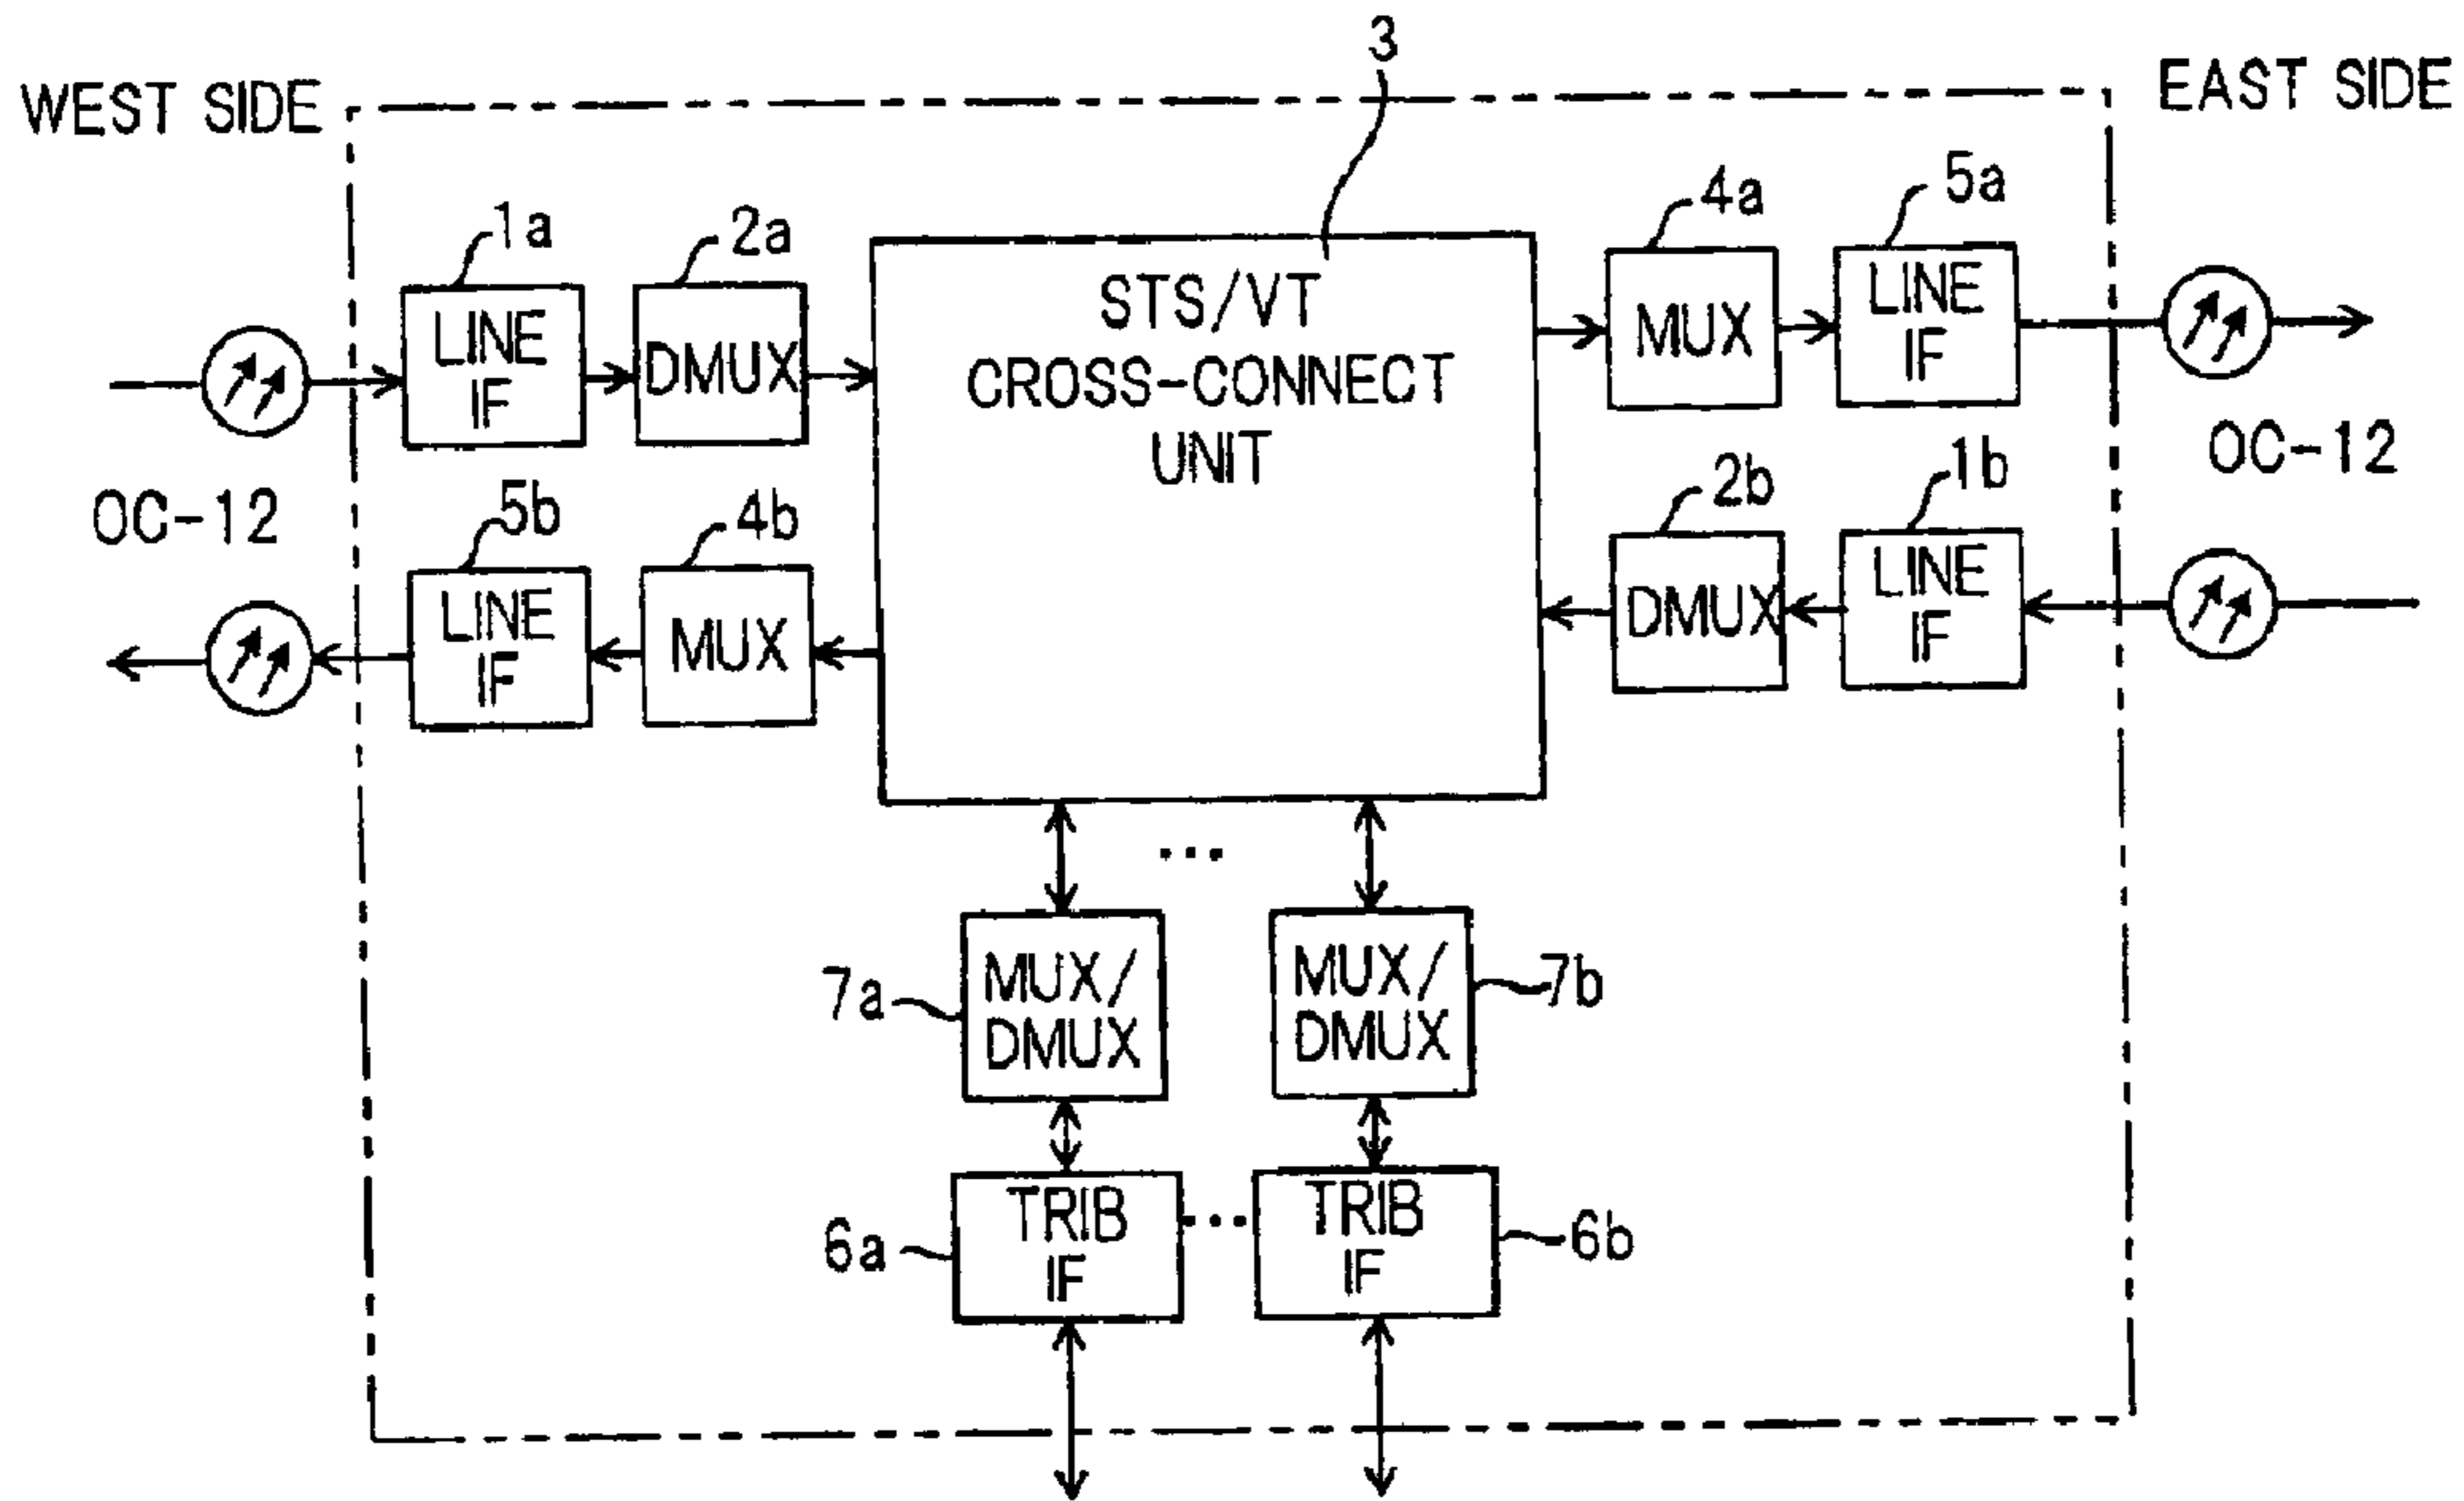 3
WEST SIDE
EAST SIDE
1a
2a
4a
5a
LINE
IF
DMUX
STS/VT
CROSS-CONNECT
UNIT
MUX
LINE
IF
OC-12
OC-12
5b
4b
2b
1b
LINE
IF
MUX
DMUX
LINE
IF
...
7a
MUX/
DMUX
MUX/
DMUX
7b
6a
TRIB
IF
...
TRIB
IF
6b